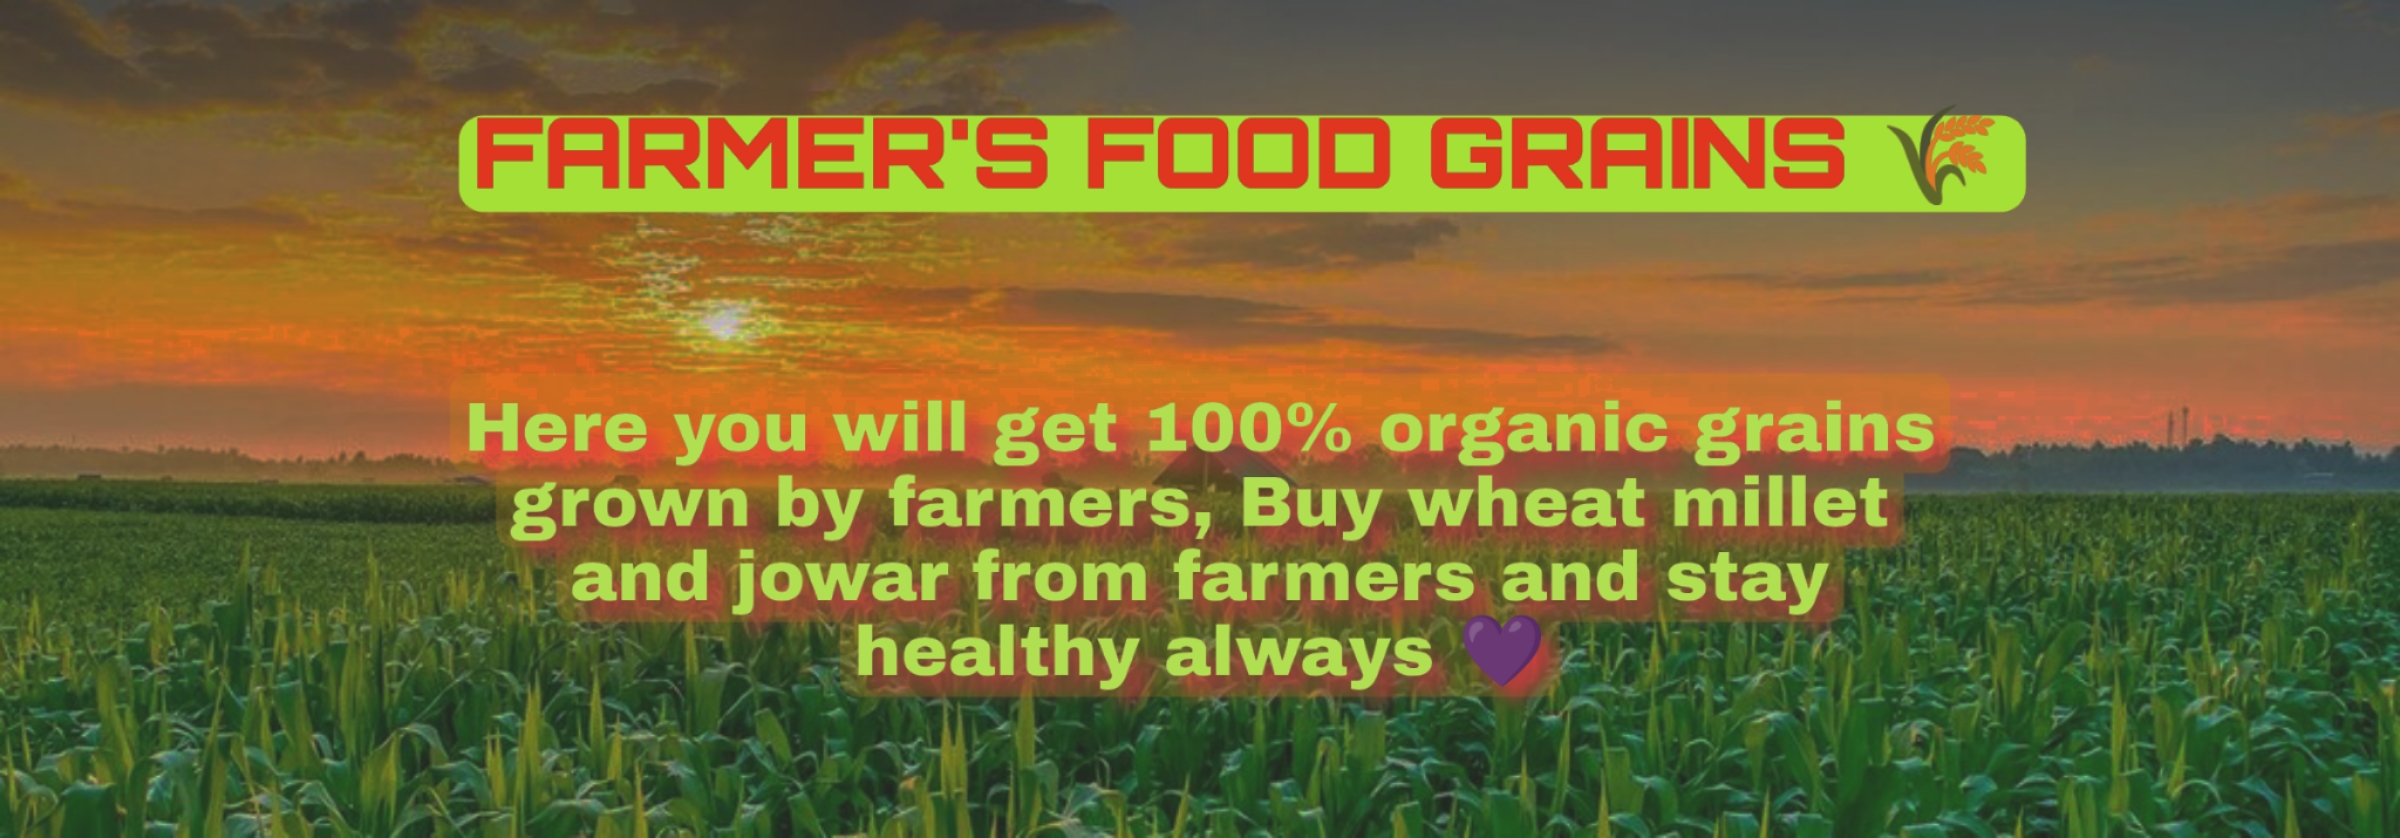 FARMER'S FOOD GRAINS 🌾
Here you will get 100% organic grains
grown by farmers, Buy wheat millet
and jowar from farmers and stay
healthy always 💜